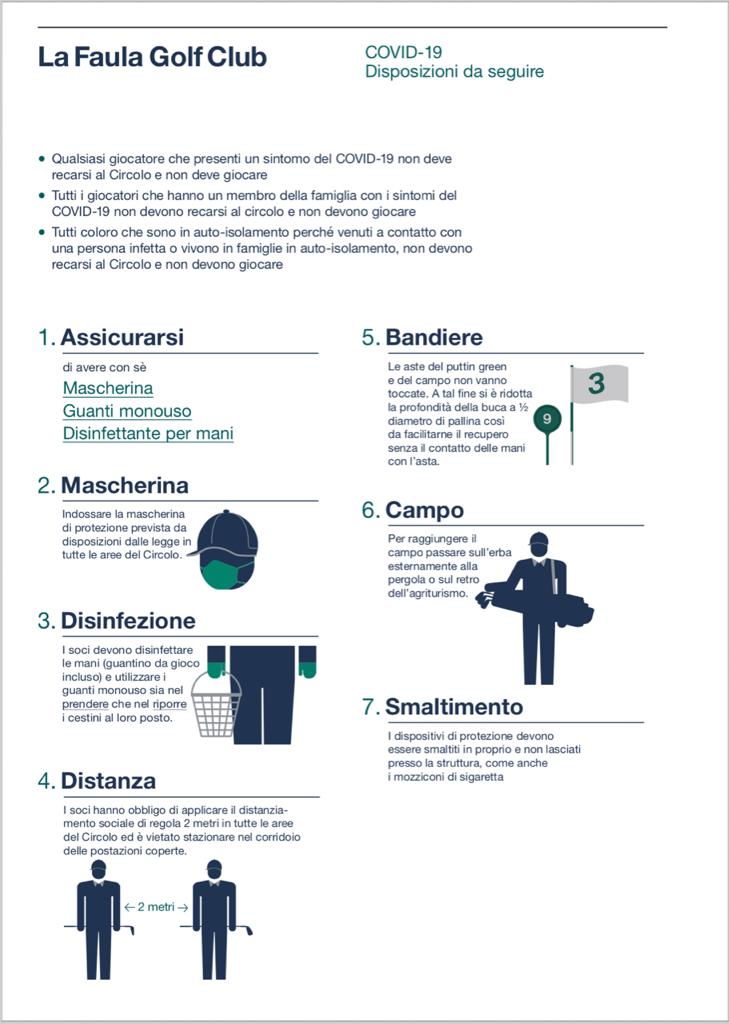 La Faula Golf Club
COVID-19
Disposizioni da seguire
• Qualsiasi giocatore che presenti un sintomo del COVID-19 non deve
recarsi al Circolo e non deve giocare
• Tutti i giocatori che hanno un membro della famiglia con i sintomi del
COVID-19 non devono recarsi al circolo e non devono giocare
• Tutti coloro che sono in auto-isolamento perché venuti a contatto con
una persona infetta o vivono in famiglie in auto-isolamento, non devono
recarsi al Circolo e non devono giocare
1. Assicurarsi
di avere con sè
Mascherina
Guanti monouso
Disinfettante per mani
2. Mascherina
Indossare la mascherina
di protezione prevista da
disposizioni dalle legge in
tutte le aree del Circolo.
3. Disinfezione
I soci devono disinfettare
le mani (guantino da gioco
incluso) e utilizzare i
guanti monouso sia nel
prendere che nel riporre
i cestini al loro posto.
4. Distanza
I soci hanno obbligo di applicare il distanzia-
mento sociale di regola 2 metri in tutte le aree
del Circolo ed è vietato stazionare nel corridoio
delle postazioni coperte.
← 2 metri →
5. Bandiere
Le aste del puttin green
e del campo non vanno
toccate. A tal fine si è ridotta
la profondità della buca a ½
diametro di pallina così
da facilitarne il recupero
senza il contatto delle mani
con l'asta.
3
9
6. Campo
Per raggiungere il
campo passare sull'erba
esternamente alla
pergola o sul retro
dell'agriturismo.
7. Smaltimento
I dispositivi di protezione devono
essere smaltiti in proprio e non lasciati
presso la struttura, come anche
i mozziconi di sigaretta